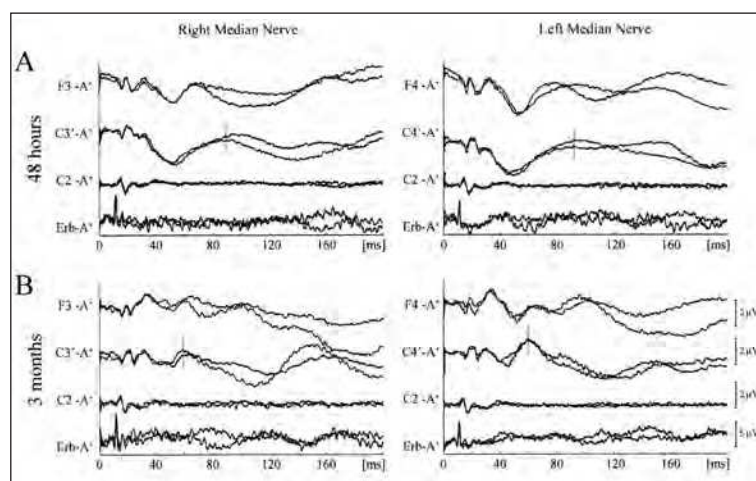 Right Median Nerve
Left Median Nerve
A
48 hours
F3-A+
C3'-A+
C2-A+
Erb-A+
0 40 80 120 160 [ms]
F4-A+
C4'-A+
C2-A+
Erb-A+
0 40 80 120 160 [ms]
B
3 months
F3-A+
C3'-A+
C2-A+
Erb-A+
0 40 80 120 160 [ms]
F4-A+
C4'-A+
C2-A+
Erb-A+
0 40 80 120 160 [ms]
2µV
2µV
5µV